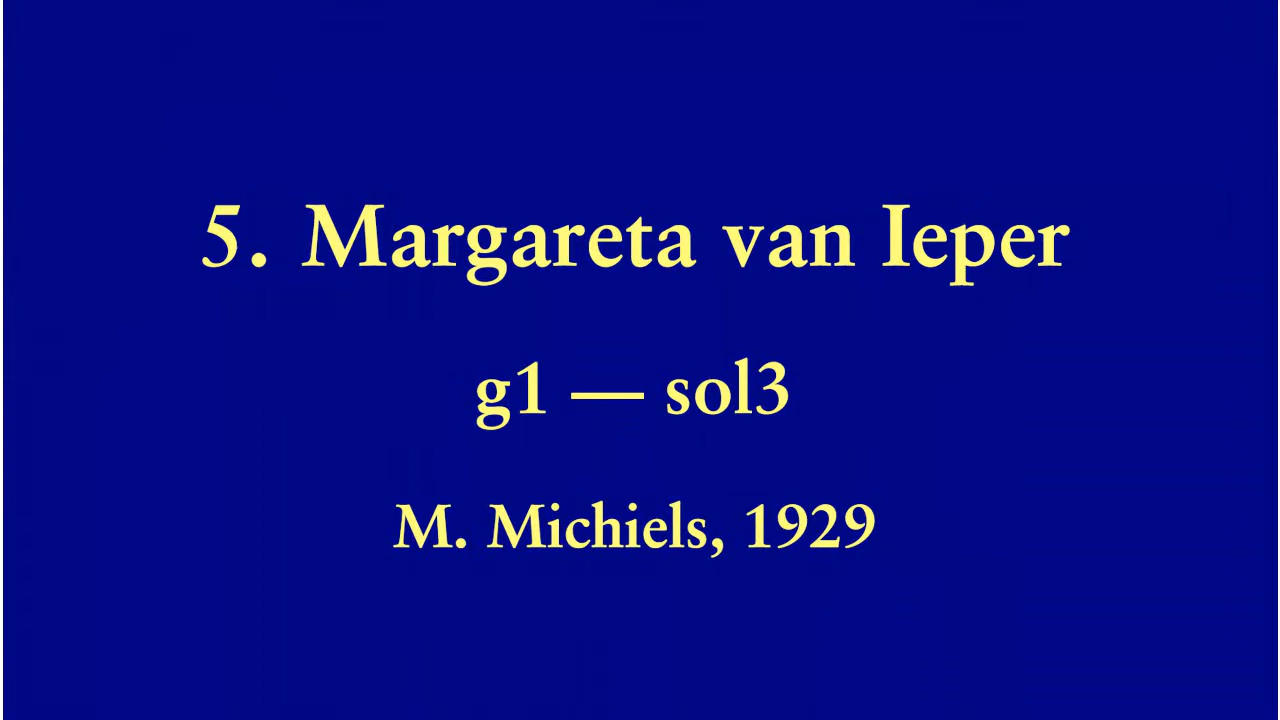 5. Margareta van Ieper
g1 — sol3
M. Michiels, 1929